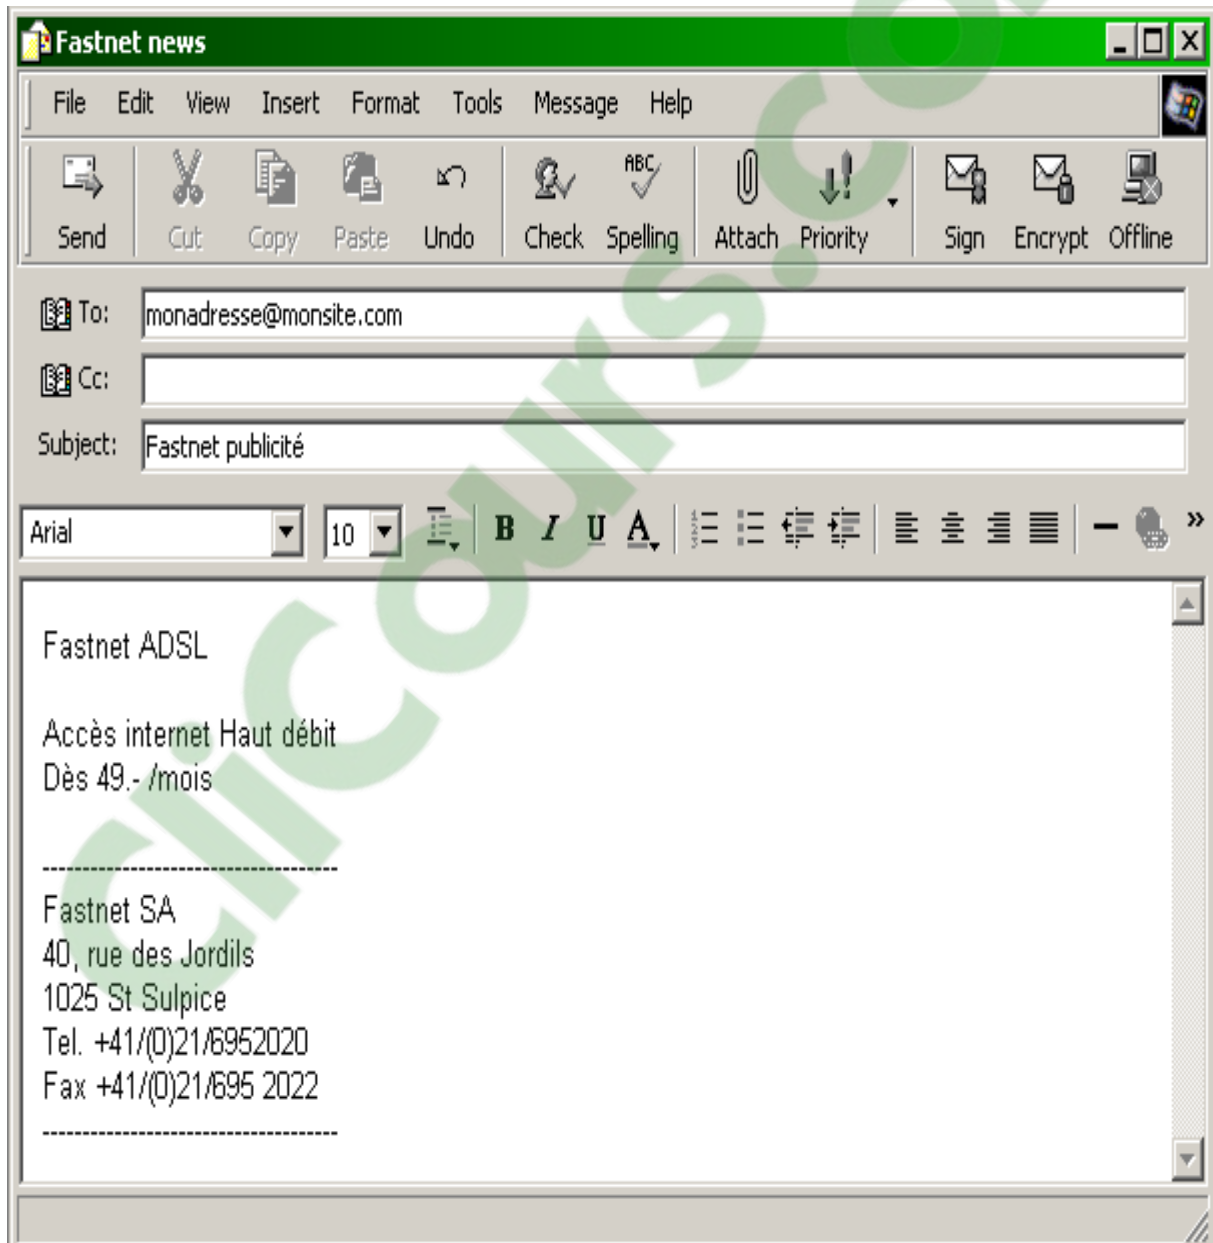 Fastnet news
File Edit View Insert Format Tools Message Help
ABC
Send Cut Copy Paste Undo Check Spelling Attach Priority Sign Encrypt Offline
To: monadresse@monsite.com
Cc:
Subject: Fastnet publicité
Arial 10 B I U A »
Fastnet ADSL
Accès internet Haut débit
Dès 49.- /mois
-------------------------------------
Fastnet SA
40, rue des Jordils
1025 St Sulpice
Tel. +41/(0)21/6952020
Fax +41/(0)21/695 2022
-------------------------------------
CliCours.com